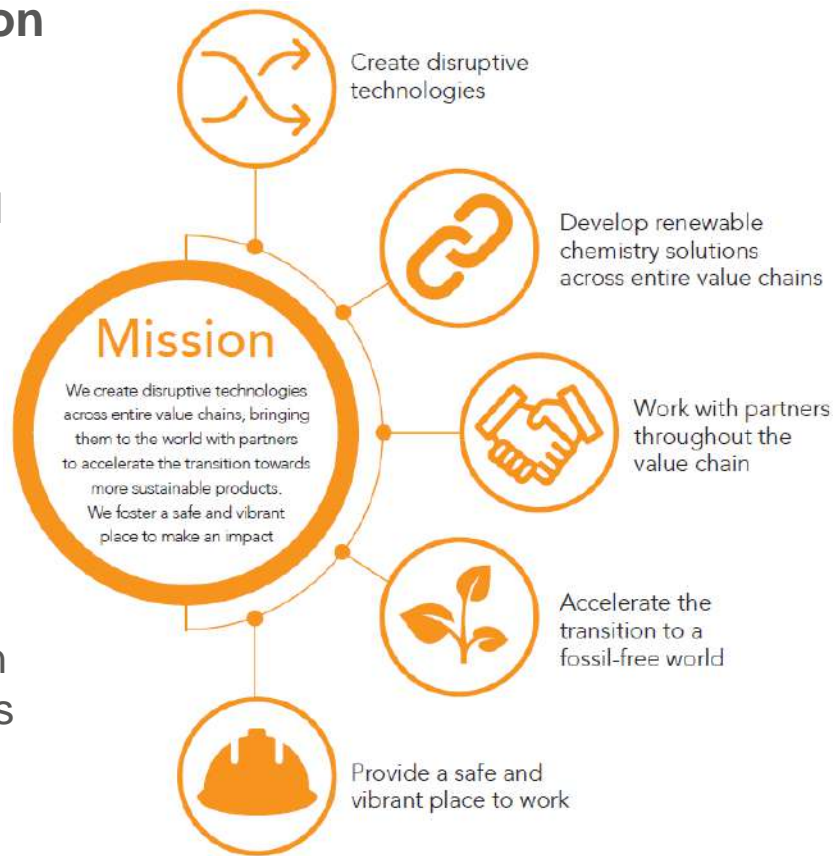 on
Create disruptive
technologies
Develop renewable
chemistry solutions
across entire value chains
Mission
We create disruptive technologies
across entire value chains, bringing
them to the world with partners
to accelerate the transition towards
more sustainable products.
We foster a safe and vibrant
place to make an impact
Work with partners
throughout the
value chain
Accelerate the
transition to a
fossil-free world
s
Provide a safe and
vibrant place to work